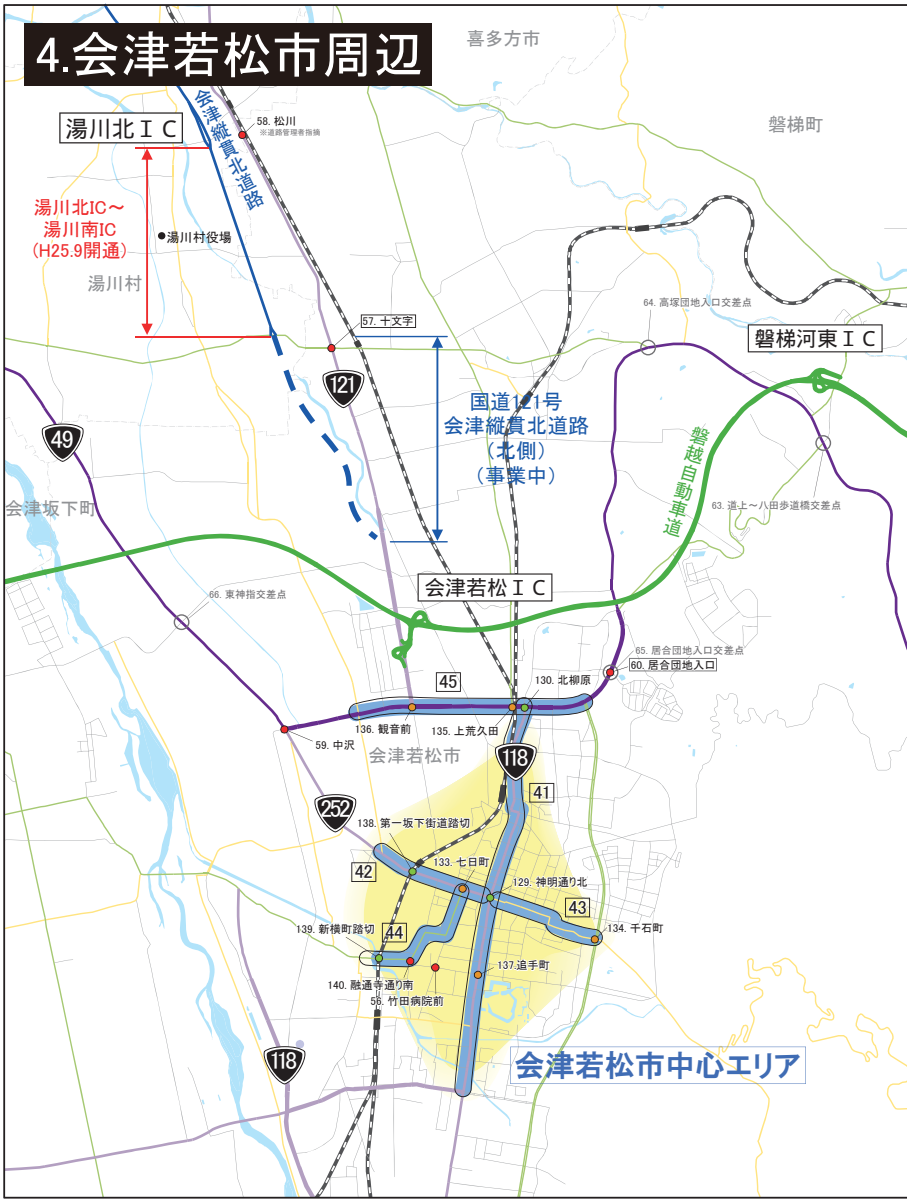 4.会津若松市周辺
喜多方市
磐梯町
湯川北ＩＣ
会津縦貫北道路
58. 松川
※道路管理者指摘
湯川北IC～
湯川南IC
(H25.9開通)
湯川村役場
湯川村
57. 十文字
64. 高塚団地入口交差点
磐梯河東ＩＣ
121
国道121号
会津縦貫北道路
(北側)
(事業中)
49
磐越自動車道
会津坂下町
63. 道上～八田歩道橋交差点
会津若松ＩＣ
66. 東神指交差点
65. 居合団地入口交差点
60. 居合団地入口
45
130. 北柳原
136. 観音前
135. 上荒久田
59. 中沢
会津若松市
118
252
41
138. 第一坂下街道踏切
133. 七日町
42
129. 神明通り北
43
139. 新横町踏切
44
134. 千石町
140. 融通寺通り南
137.追手町
56. 竹田病院前
118
会津若松市中心エリア